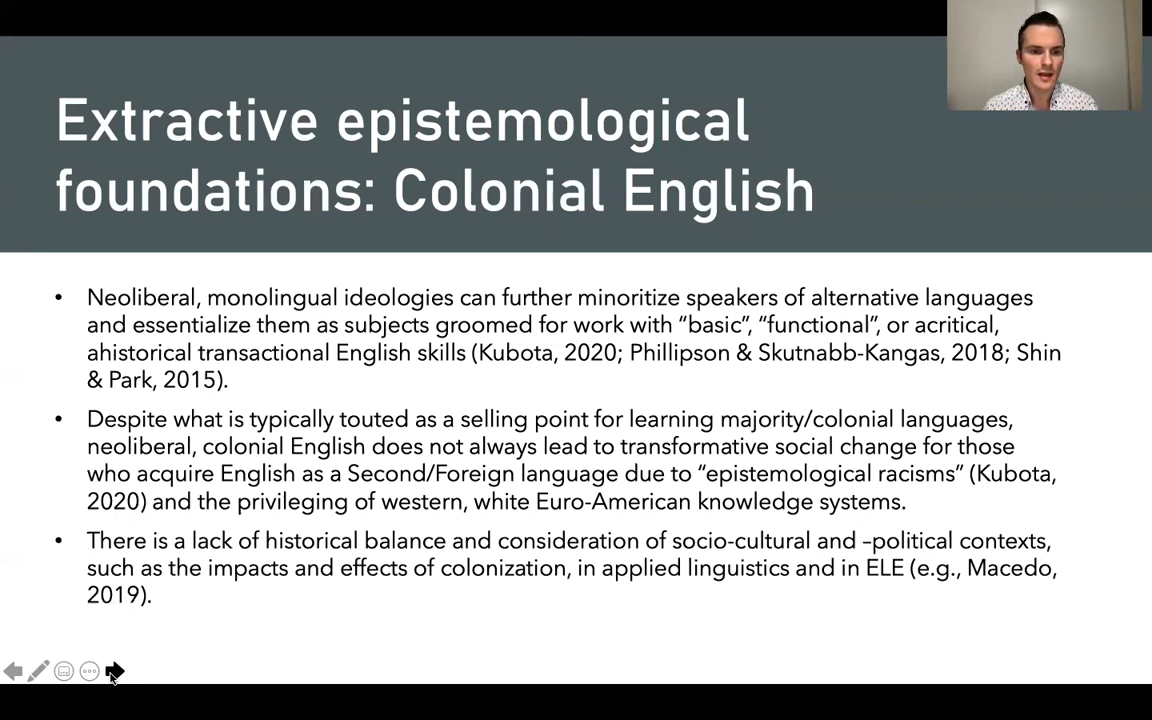 Extractive epistemological
foundations: Colonial English
• Neoliberal, monolingual ideologies can further minoritize speakers of alternative languages
and essentialize them as subjects groomed for work with “basic”, “functional”, or acritical,
ahistorical transactional English skills (Kubota, 2020; Phillipson & Skutnabb-Kangas, 2018; Shin
& Park, 2015).
• Despite what is typically touted as a selling point for learning majority/colonial languages,
neoliberal, colonial English does not always lead to transformative social change for those
who acquire English as a Second/Foreign language due to “epistemological racisms” (Kubota,
2020) and the privileging of western, white Euro-American knowledge systems.
• There is a lack of historical balance and consideration of socio-cultural and –political contexts,
such as the impacts and effects of colonization, in applied linguistics and in ELE (e.g., Macedo,
2019).